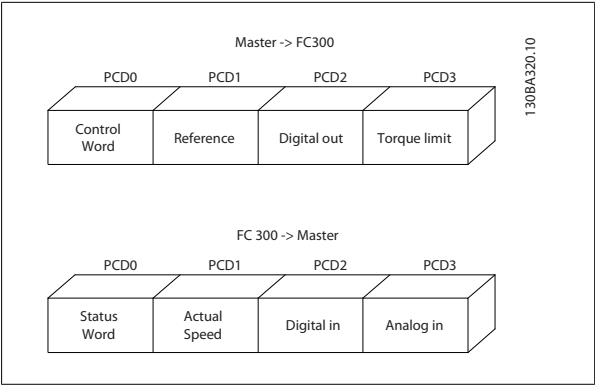 Master -> FC300
130BA320.10
PCD0 PCD1 PCD2 PCD3
Control Word
Reference
Digital out
Torque limit
FC 300 -> Master
PCD0 PCD1 PCD2 PCD3
Status Word
Actual Speed
Digital in
Analog in